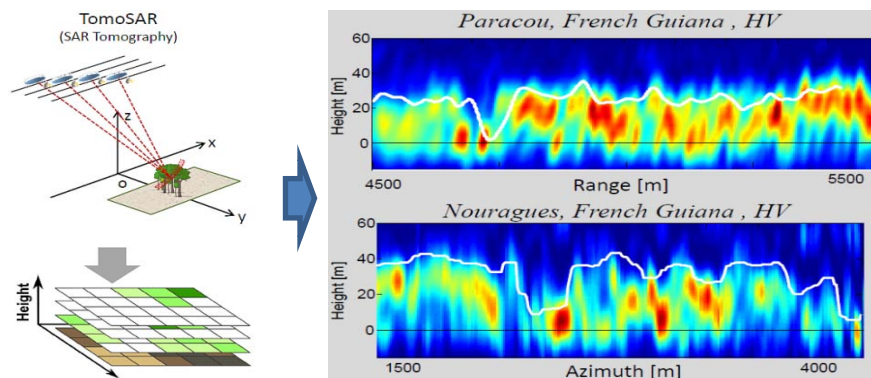 TomoSAR
(SAR Tomography)
z
x
o
y
Height
Paracou, French Guiana , HV
60
40
20
0
Height [m]
4500
Range [m]
5500
Nouragues, French Guiana , HV
60
40
20
0
Height [m]
1500
Azimuth [m]
4000